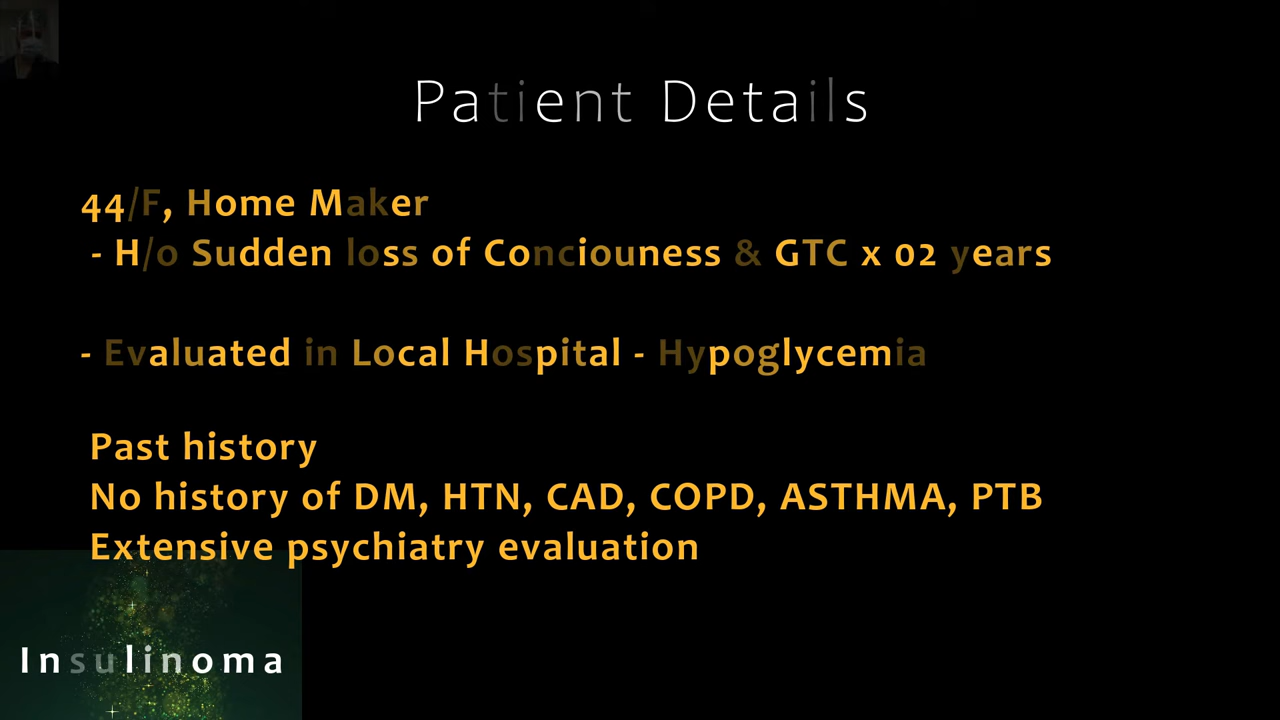 Patient Details
44/F, Home Maker
- H/o Sudden loss of Conciouness & GTC x 02 years
- Evaluated in Local Hospital - Hypoglycemia
Past history
No history of DM, HTN, CAD, COPD, ASTHMA, PTB
Extensive psychiatry evaluation
Insulinoma